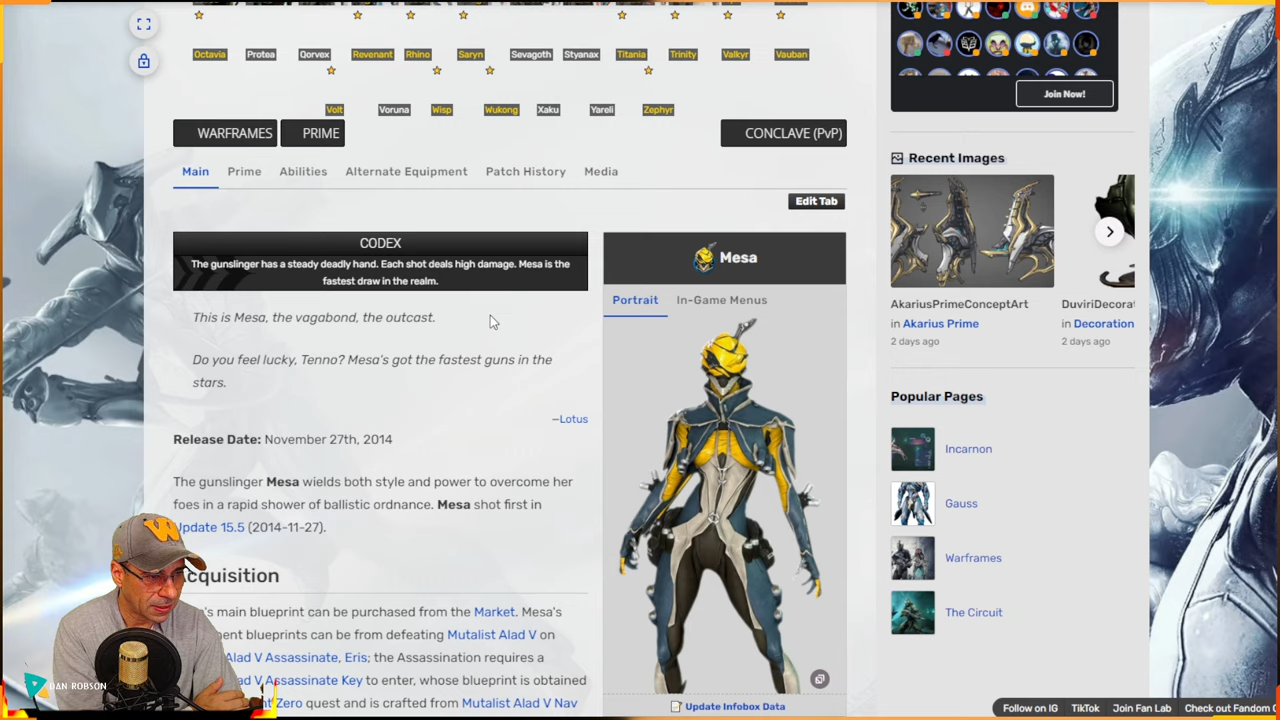 Octavia Protea Qorvex Revenant Rhino Saryn Sevagoth Styanax Titania Trinity Valkyr Vauban
Volt Voruna Wisp Wukong Xaku Yareli Zephyr
WARFRAMES PRIME CONCLAVE (PvP)
Main Prime Abilities Alternate Equipment Patch History Media
Edit Tab
CODEX
The gunslinger has a steady deadly hand. Each shot deals high damage. Mesa is the
fastest draw in the realm.
This is Mesa, the vagabond, the outcast.
Do you feel lucky, Tenno? Mesa's got the fastest guns in the
stars.
—Lotus
Release Date: November 27th, 2014
The gunslinger Mesa wields both style and power to overcome her
foes in a rapid shower of ballistic ordnance. Mesa shot first in
Update 15.5 (2014-11-27).
cquisition
's main blueprint can be purchased from the Market. Mesa's
ent blueprints can be from defeating Mutalist Alad V on
Alad V Assassinate, Eris; the Assassination requires a
ad V Assassinate Key to enter, whose blueprint is obtained
Zero quest and is crafted from Mutalist Alad V Nav
Mesa
Portrait In-Game Menus
Update Infobox Data
Join Now!
Recent Images
AkariusPrimeConceptArt
in Akarius Prime
2 days ago
DuviriDecorat
in Decoration
2 days ago
Popular Pages
Incarnon
Gauss
Warframes
The Circuit
W
DAN ROBSON
Follow on IG TikTok Join Fan Lab Check out Fandom